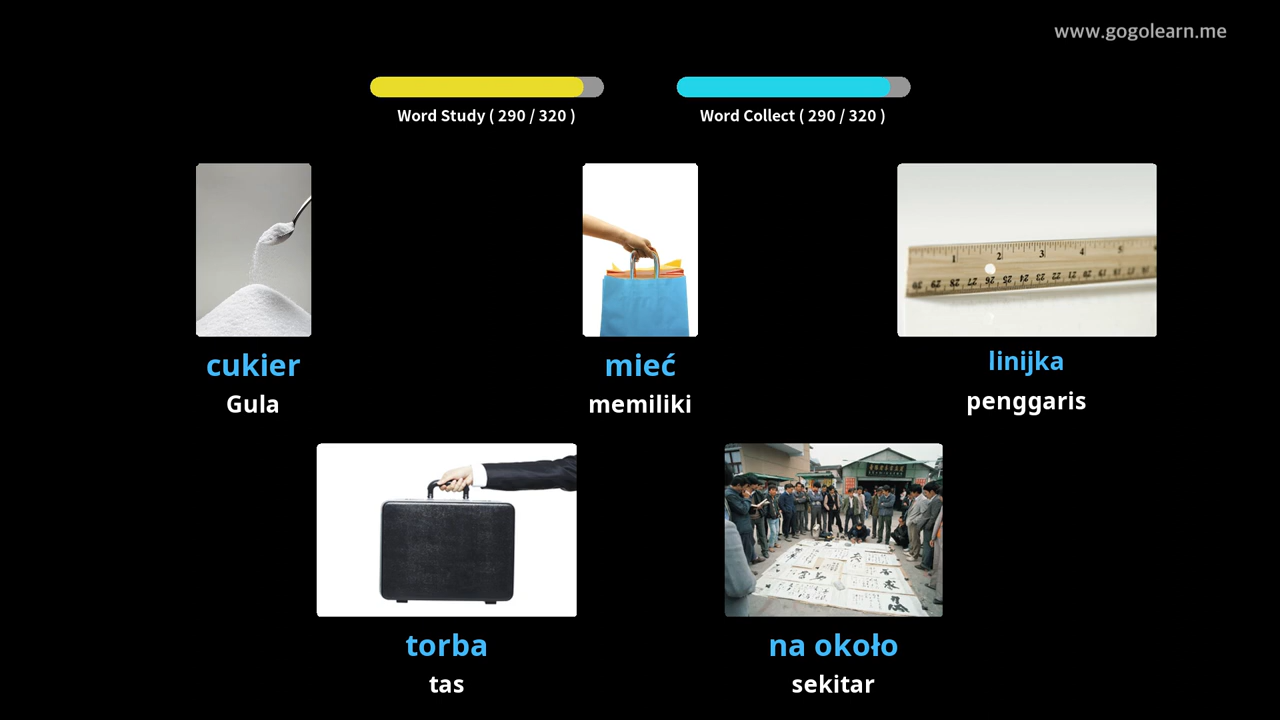 www.gogolearn.me
Word Study ( 290 / 320 )
Word Collect ( 290 / 320 )
cukier
Gula
mieć
memiliki
linijka
penggaris
torba
tas
na około
sekitar